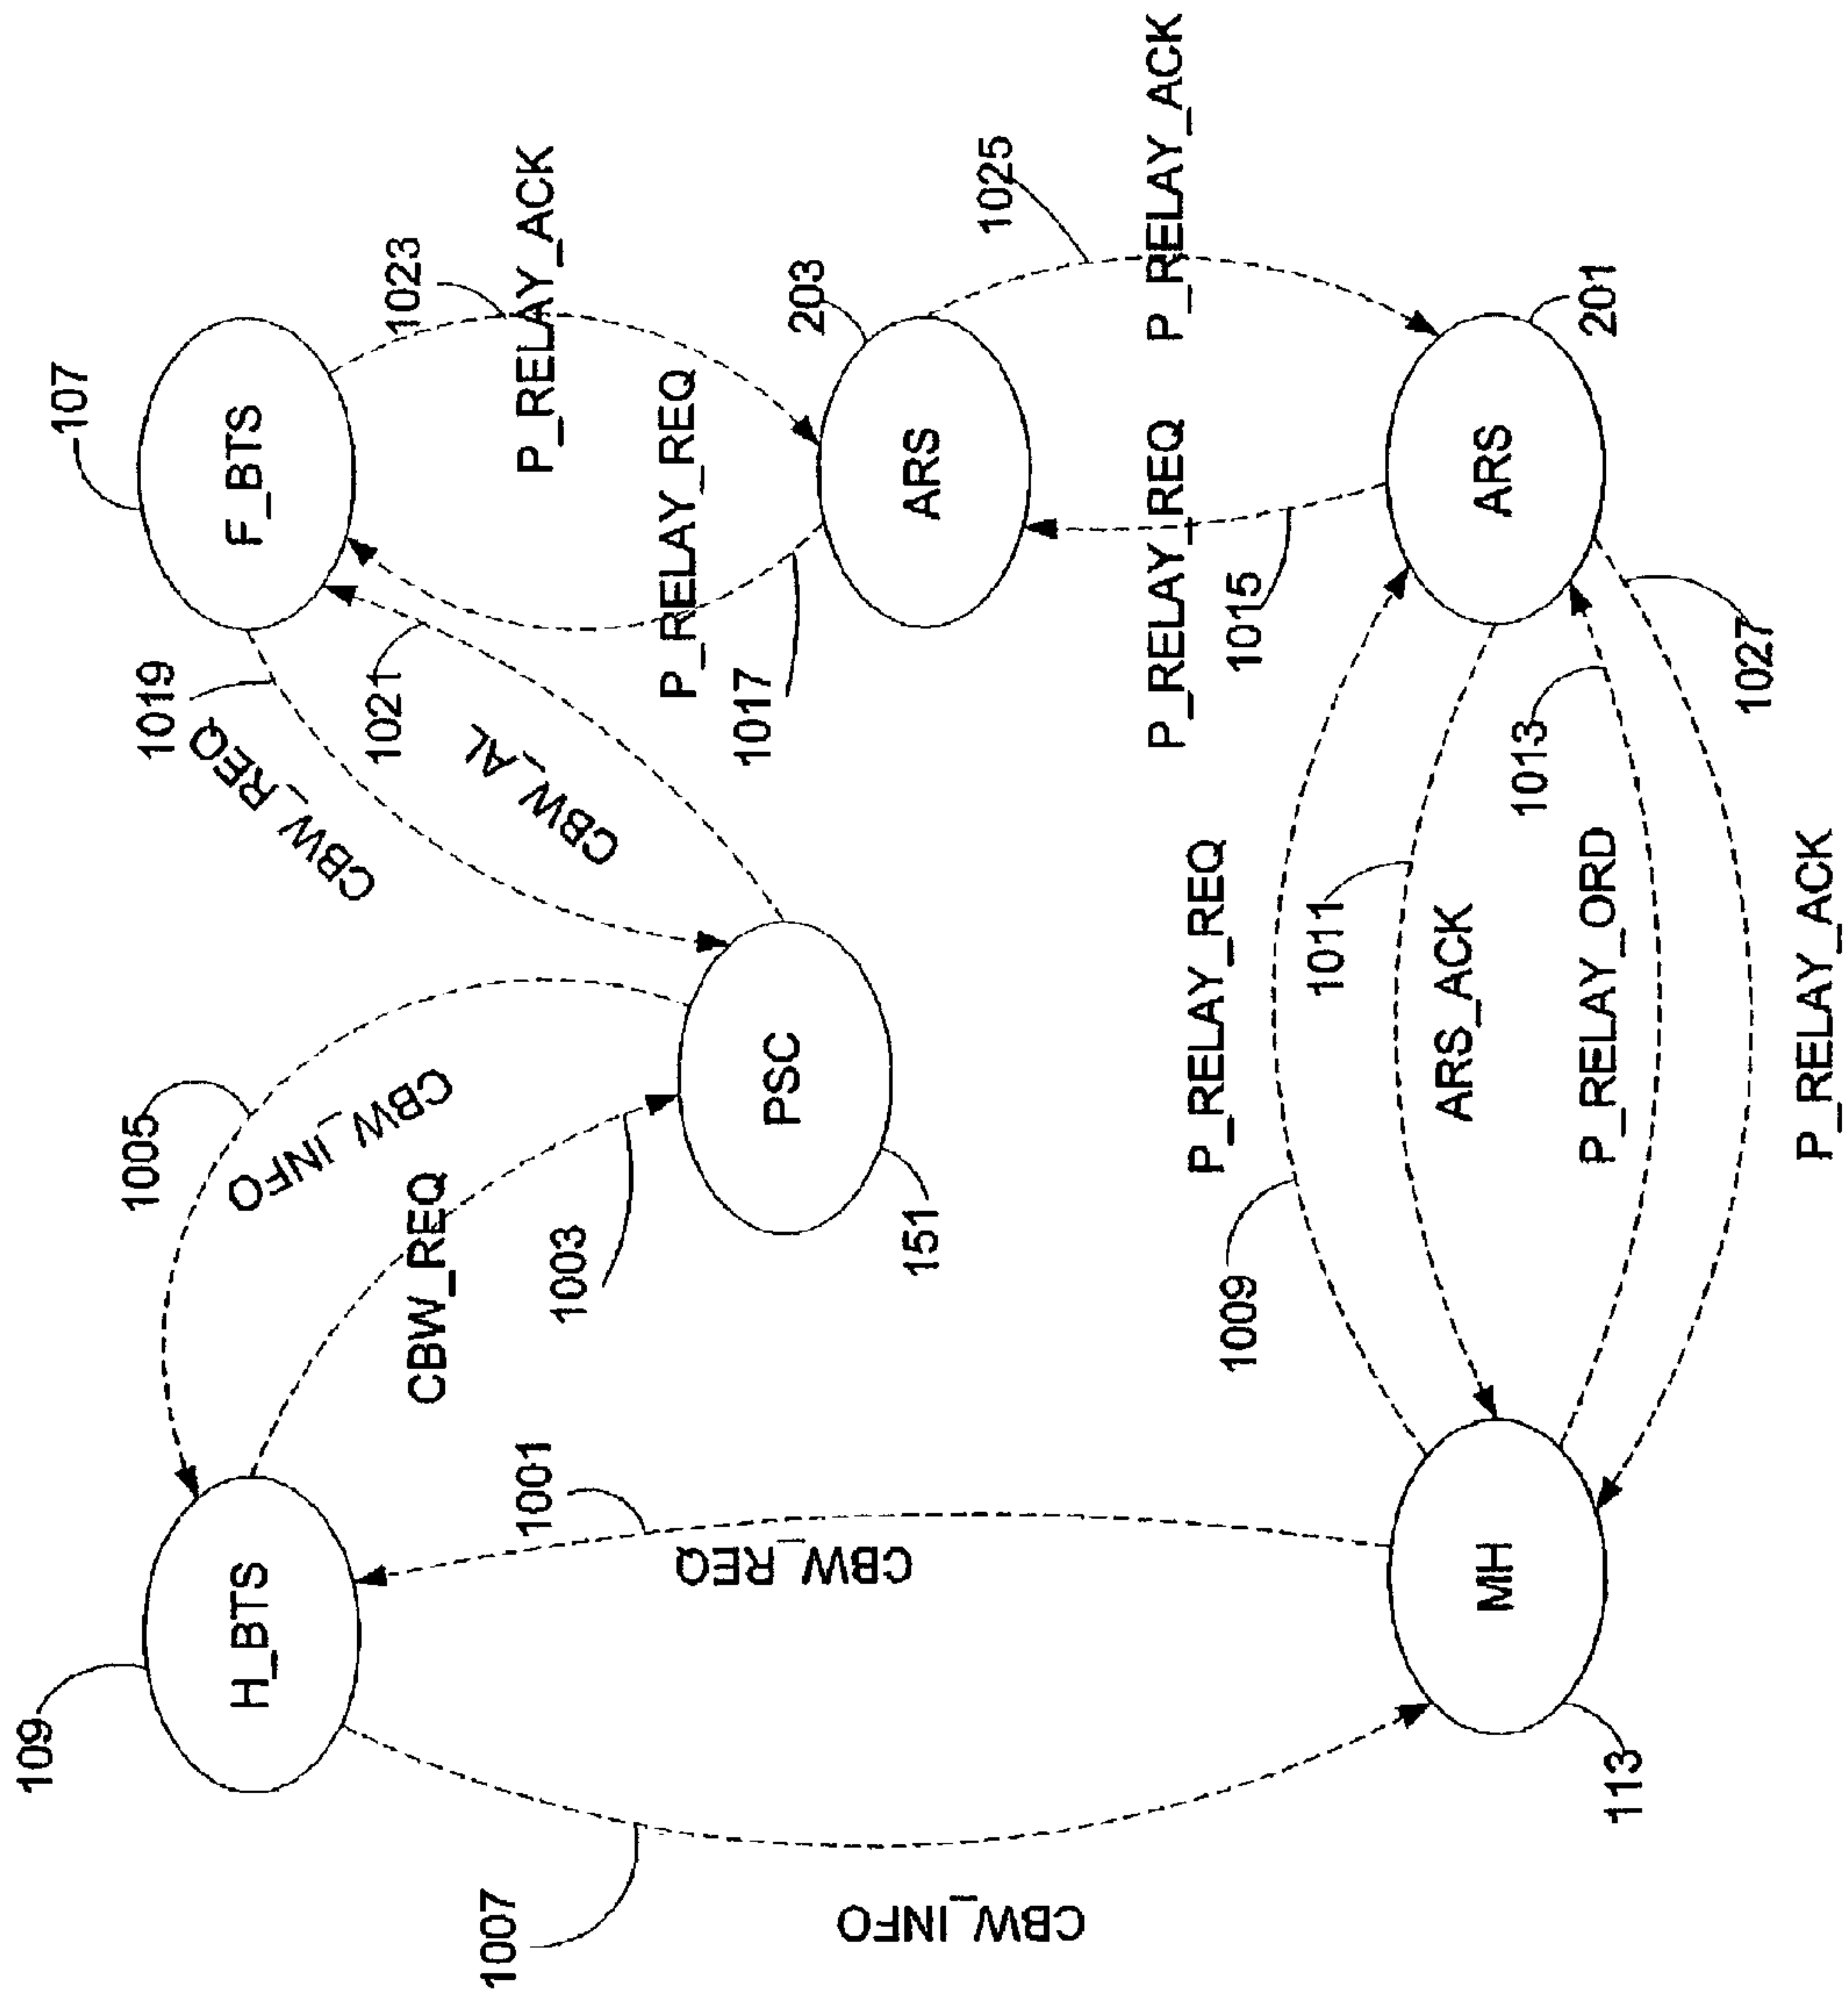 109
H_BTS
1005
CBW_INFO
CBW_REQ
1003
1019
CBW_REQ
1021
CBW_AL
107
F_BTS
1023
P_RELAY_ACK
P_RELAY_REQ
1017
PSC
151
1001
CBW_REQ
1007
CBW_INFO
203
ARS
1025
P_RELAY_ACK
P_RELAY_REQ
1015
P_RELAY_REQ
1009
1011
ARS_ACK
1013
P_RELAY_ORD
MH
113
ARS
201
1027
P_RELAY_ACK